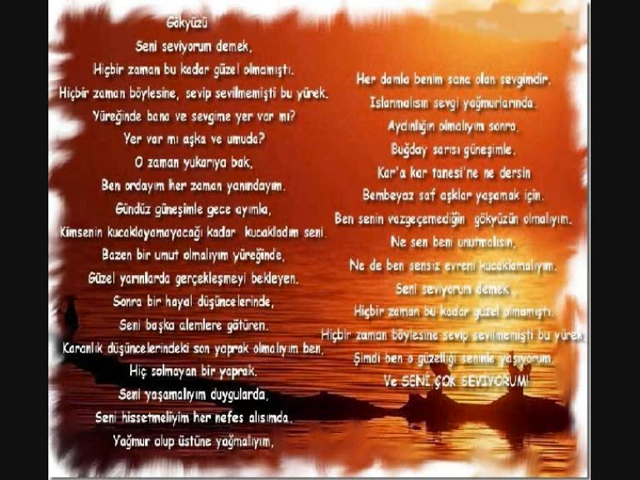 Gökyüzü
Seni seviyorum demek,
Hiçbir zaman bu kadar güzel olmamıştı.
Hiçbir zaman böylesine, sevip sevilmemişti bu yürek.
Yüreğinde bana ve sevgime yer var mı?
Yer var mı aşka ve umuda?
O zaman yukarıya bak,
Ben ordayım her zaman yanındayım.
Gündüz güneşimle gece ayımla,
Kimsenin kucaklayamayacağı kadar kucakladım seni.
Bazen bir umut olmalıyım yüreğinde,
Güzel yarınlarda gerçekleşmeyi bekleyen.
Sonra bir hayal düşüncelerinde,
Seni başka alemlere götüren.
Karanlık düşüncelerindeki son yaprak olmalıyım ben,
Hiç solmayan bir yaprak.
Seni yaşamalıyım duygularda,
Seni hissetmeliyim her nefes alışımda.
Yağmur olup üstüne yağmalıyım,
Her damla benim sana olan sevgimdir.
Islanmalısın sevgi yağmurlarında.
Aydınlığın olmalıyım sonra,
Buğday sarısı güneşimle.
Kar'a kar tanesi'ne ne dersin
Bembeyaz saf aşklar yaşamak için.
Ben senin vazgeçemediğin gökyüzün olmalıyım.
Ne sen beni unutmalısın,
Ne de ben sensiz evreni kucaklamalıyım.
Seni seviyorum demek
Hiçbir zaman bu kadar güzel olmamıştı.
Hiçbir zaman böylesine sevip sevilmemişti bu yürek
Şimdi ben o güzelliği seninle yaşıyorum,
Ve SENİ ÇOK SEVİYORUM!